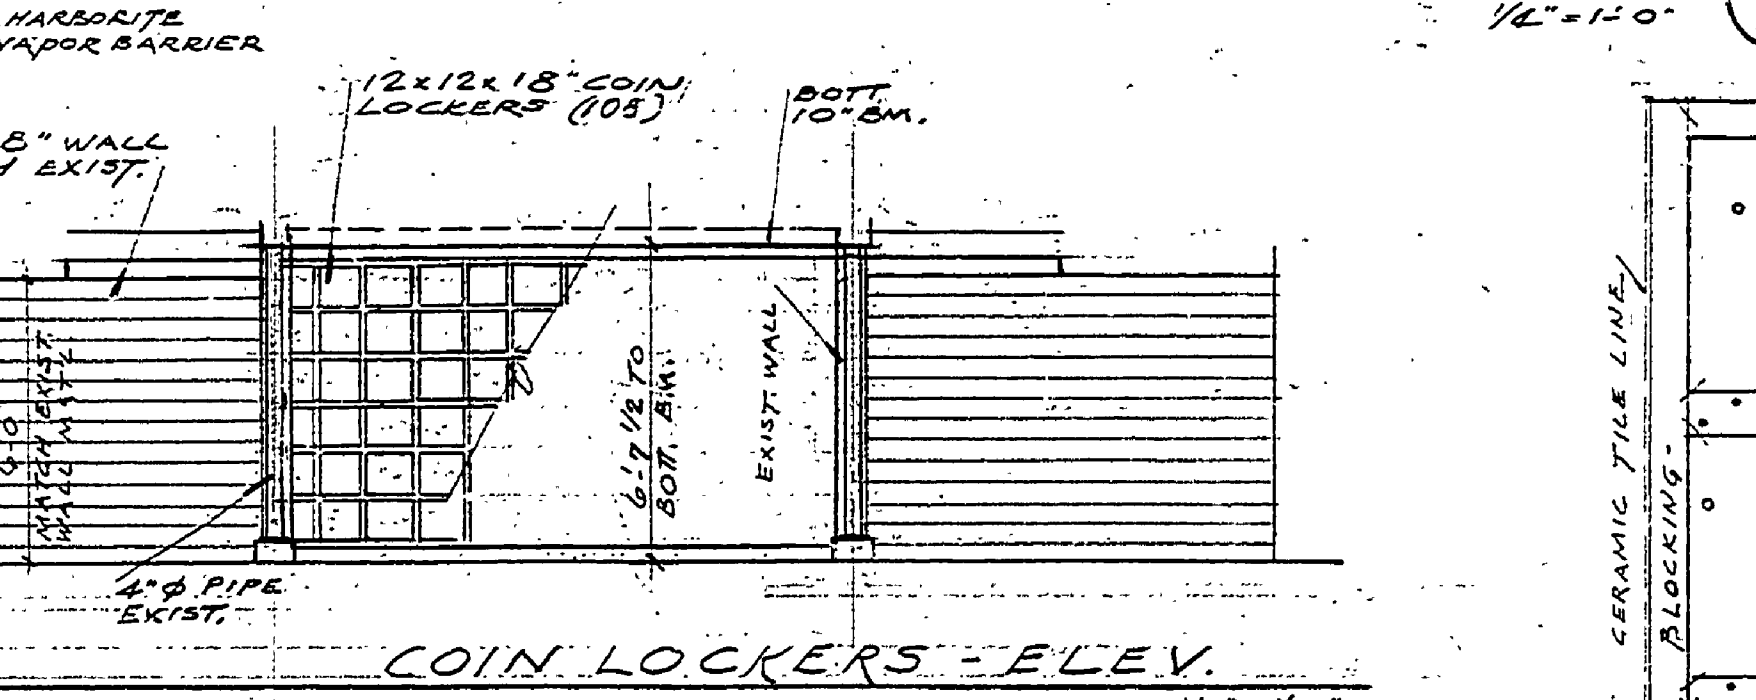 HARBORITE
VAPOR BARRIER
1/4" = 1'-0"
12x12x18" COIN
LOCKERS (105)
BOTT.
10" BM.
8" WALL
EXIST.
6'-0
MATCH EXIST.
WALL MAT'L
6'-7 1/2 TO
BOTT. BM.
EXIST. WALL
4" φ PIPE
EXIST.
CERAMIC TILE LINE
BLOCKING
COIN LOCKERS - ELEV.